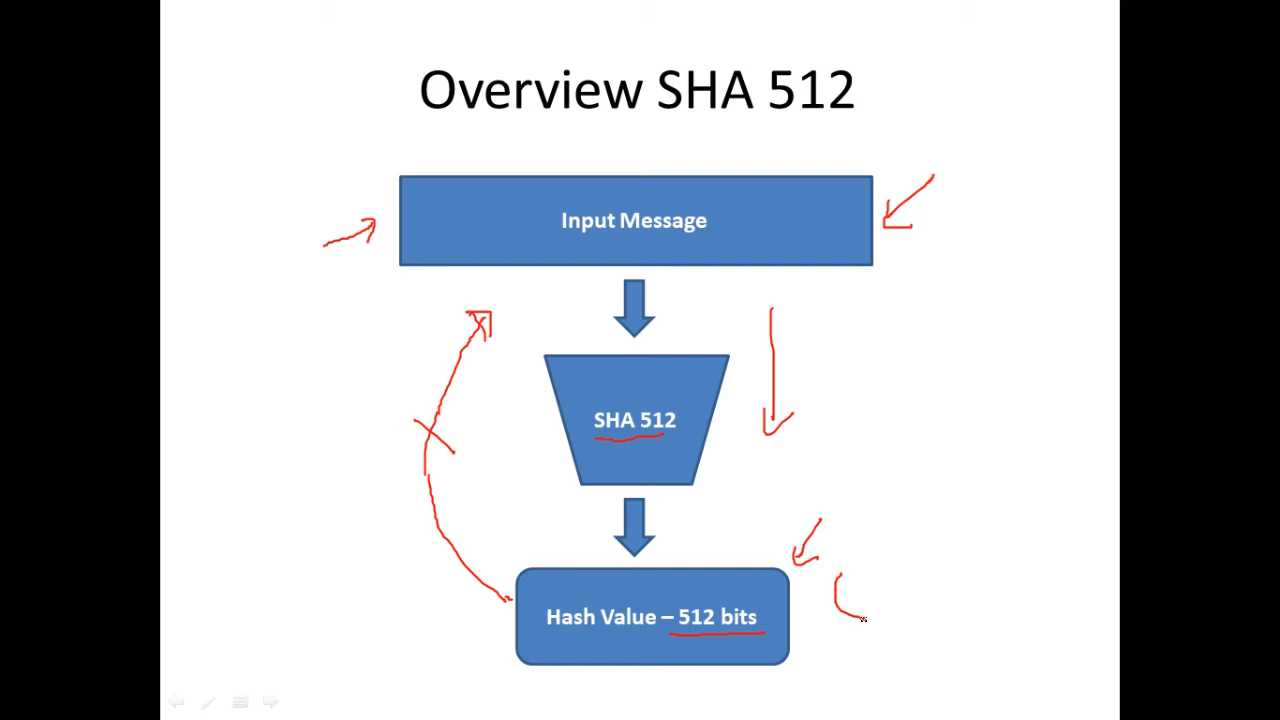 Overview SHA 512
Input Message
SHA 512
Hash Value – 512 bits